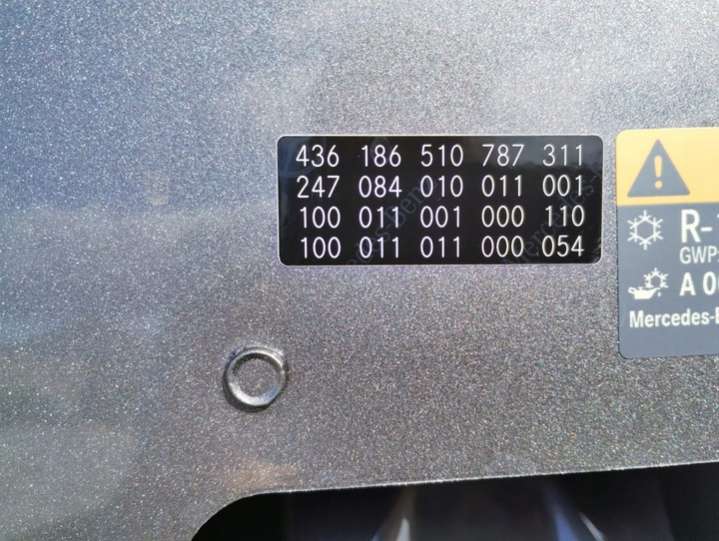 436 186 510 787 311
247 084 010 011 001
100 011 001 000 110
100 011 011 000 054
R-
GWP:
A 0
Mercedes-